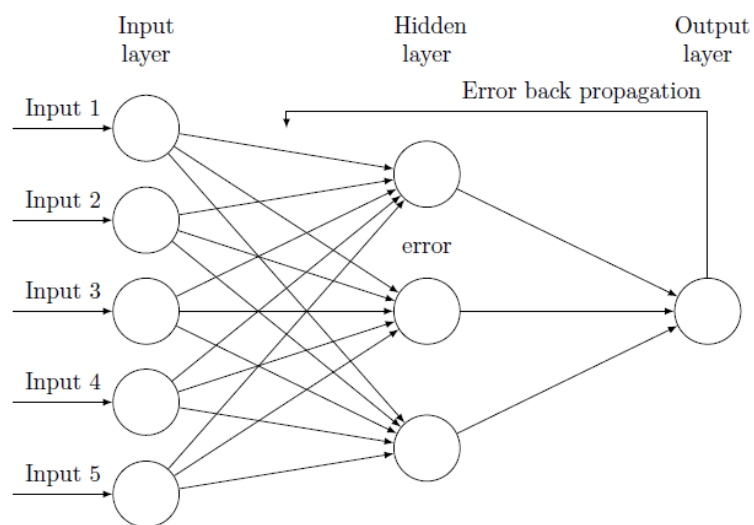 Input
layer
Hidden
layer
Output
layer
Error back propagation
Input 1
Input 2
error
Input 3
Input 4
Input 5